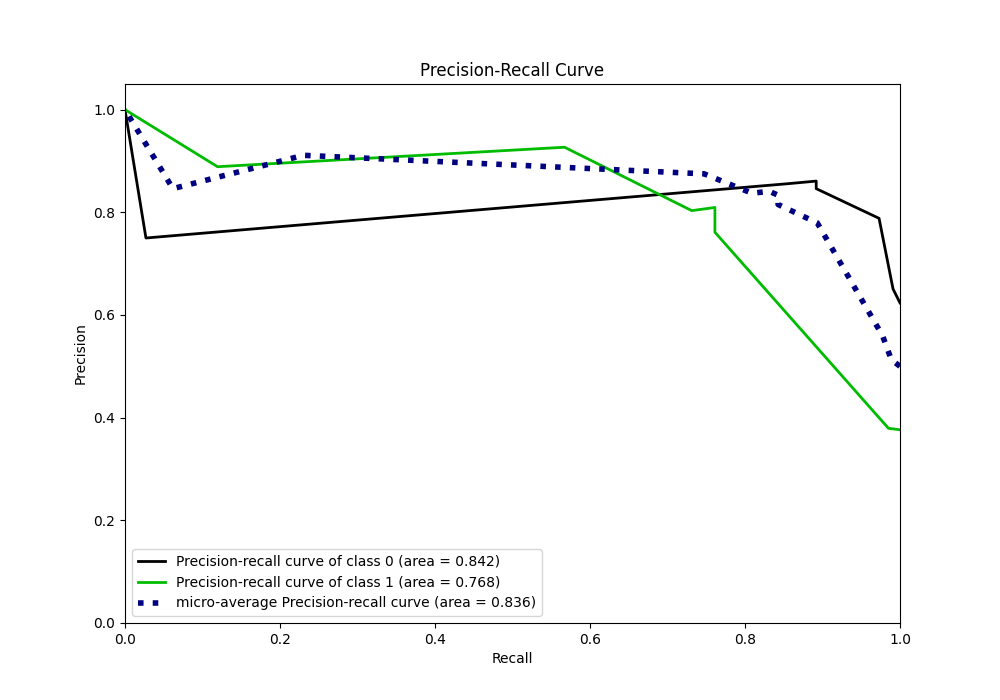 Precision-Recall Curve
1.0
0.8
0.6
0.4
0.2
0.0
Precision
Precision-recall curve of class 0 (area = 0.842)
Precision-recall curve of class 1 (area = 0.768)
micro-average Precision-recall curve (area = 0.836)
0.0 0.2 0.4 0.6 0.8 1.0
Recall